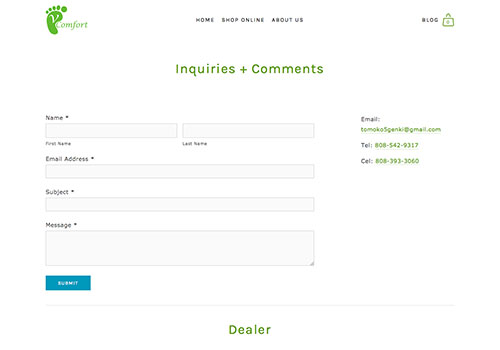 Comfort
HOME SHOP ONLINE ABOUT US
BLOG 0
Inquiries + Comments
Name *
First Name Last Name
Email Address *
Subject *
Message *
SUBMIT
Email:
tomoko5genki@gmail.com
Tel: 808-542-9317
Cel: 808-393-3060
Dealer